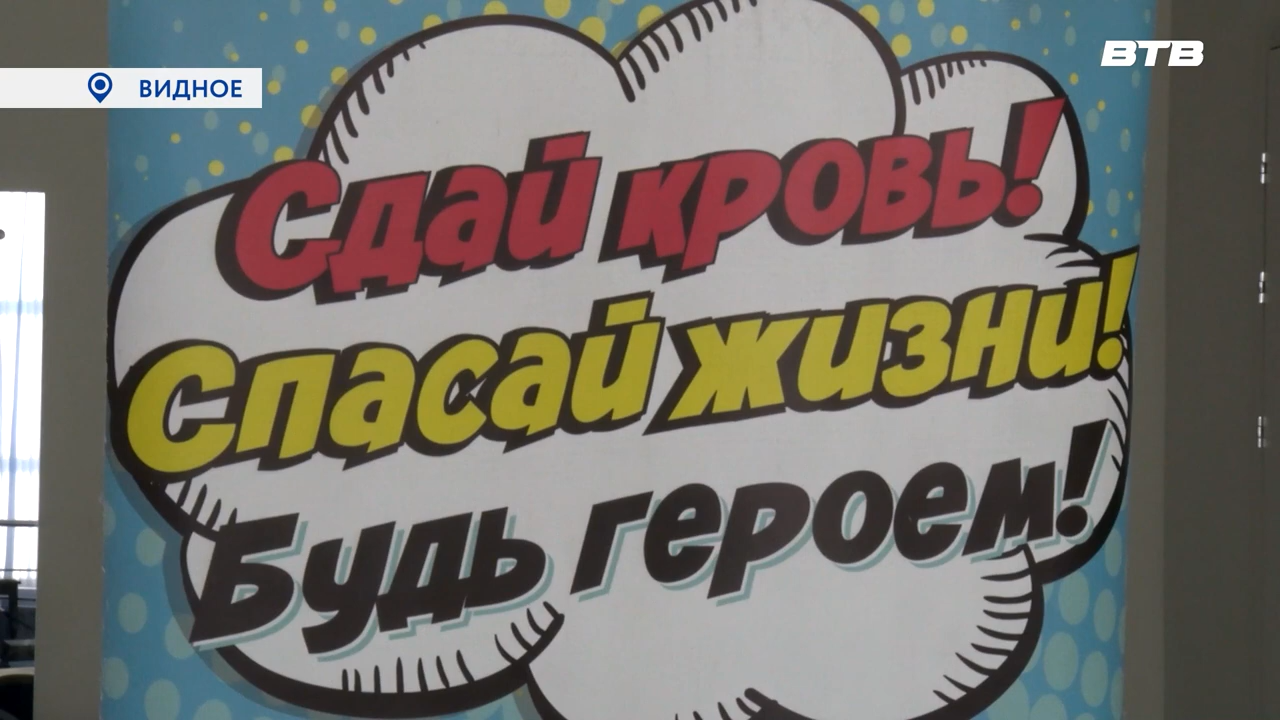 ВТВ
ВИДНОЕ
Сдай кровь!
Спасай жизни!
Будь героем!